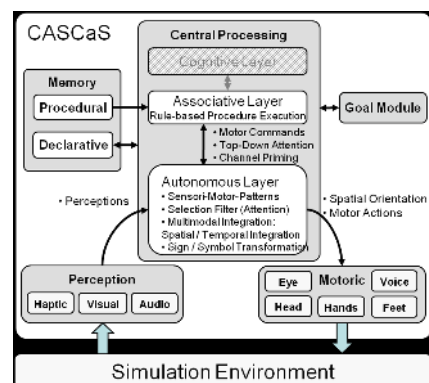 CASCaS
Central Processing
Cognitive Layer
Memory
Procedural
Declarative
Associative Layer
Rule-based Procedure Execution
Goal Module
• Motor Commands
• Top-Down Attention
• Channel Priming
Autonomous Layer
• Sensori-Motor-Patterns
• Selection Filter (Attention)
• Multimodal Integration:
Spatial / Temporal Integration
• Sign / Symbol Transformation
• Perceptions
• Spatial Orientation
• Motor Actions
Perception
Haptic
Visual
Audio
Eye
Motoric
Voice
Head
Hands
Feet
Simulation Environment